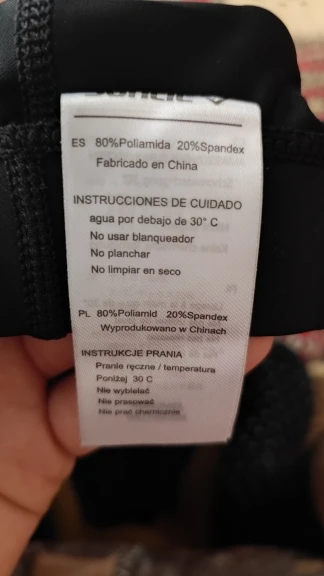 ES 80%Poliamida 20%Spandex
Fabricado en China
INSTRUCCIONES DE CUIDADO
agua por debajo de 30° C
No usar blanqueador
No planchar
No limpiar en seco
PL 80%Poliamid 20%Spandex
Wyprodukowano w Chinach
INSTRUKCJE PRANIA
Pranie ręczne / temperatura
Poniżej 30 C
Nie wybielać
Nie prasować
Nie prać chemicznie